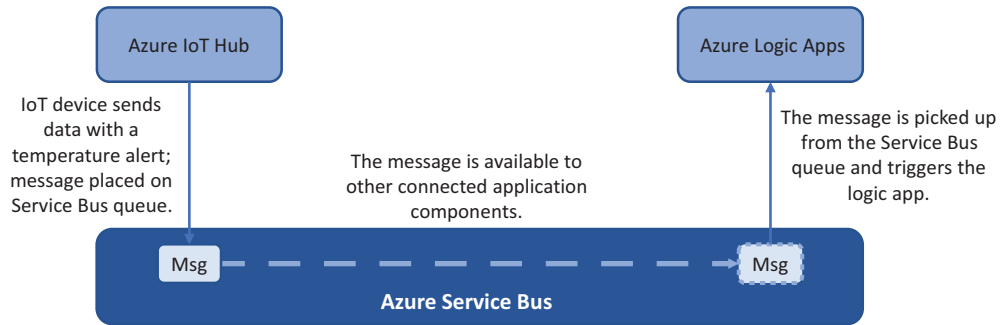 Azure IoT Hub
Azure Logic Apps
IoT device sends
data with a
temperature alert;
message placed on
Service Bus queue.
The message is available to
other connected application
components.
The message is picked up
from the Service Bus
queue and triggers the
logic app.
Msg
Msg
Azure Service Bus